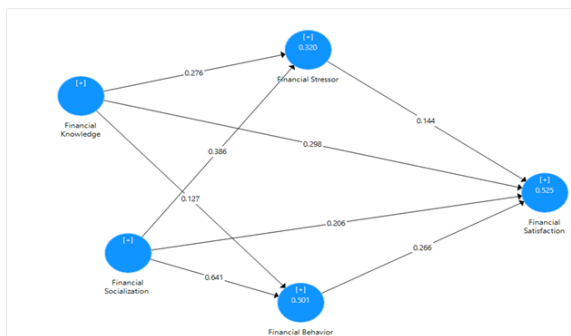 [+]
0.320
Financial Stressor
[+]
Financial
Knowledge
0.276
0.144
0.298
0.386
0.127
[+]
0.525
Financial
Satisfaction
0.206
[+]
Financial
Socialization
0.641
0.266
[+]
0.501
Financial Behavior